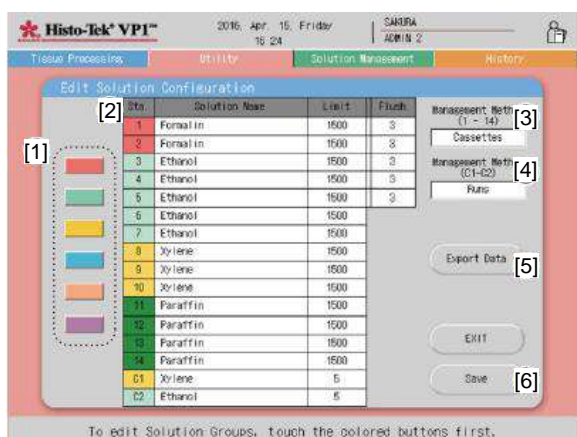 Histo-Tek® VP1™
2016, Apr. 15, Friday
16 24
SAKURA
ADMIN 2
Tissue Processing
Utility
Solution Management
History
Edit Solution Configuration
[1]
[2]
Stn. Solution Name Limit Flush
1 Formalin 1500 3
2 Formalin 1500 3
3 Ethanol 1500 3
4 Ethanol 1500 3
5 Ethanol 1500 3
6 Ethanol 1500
7 Ethanol 1500
8 Xylene 1500
9 Xylene 1500
10 Xylene 1500
11 Paraffin 1500
12 Paraffin 1500
13 Paraffin 1500
14 Paraffin 1500
C1 Xylene 5
C2 Ethanol 5
Management Meth
(1 - 14)
[3]
Cassettes
Management Meth
(C1-C2)
[4]
Runs
Export Data
[5]
EXIT
Save
[6]
To edit Solution Groups, touch the colored buttons first.